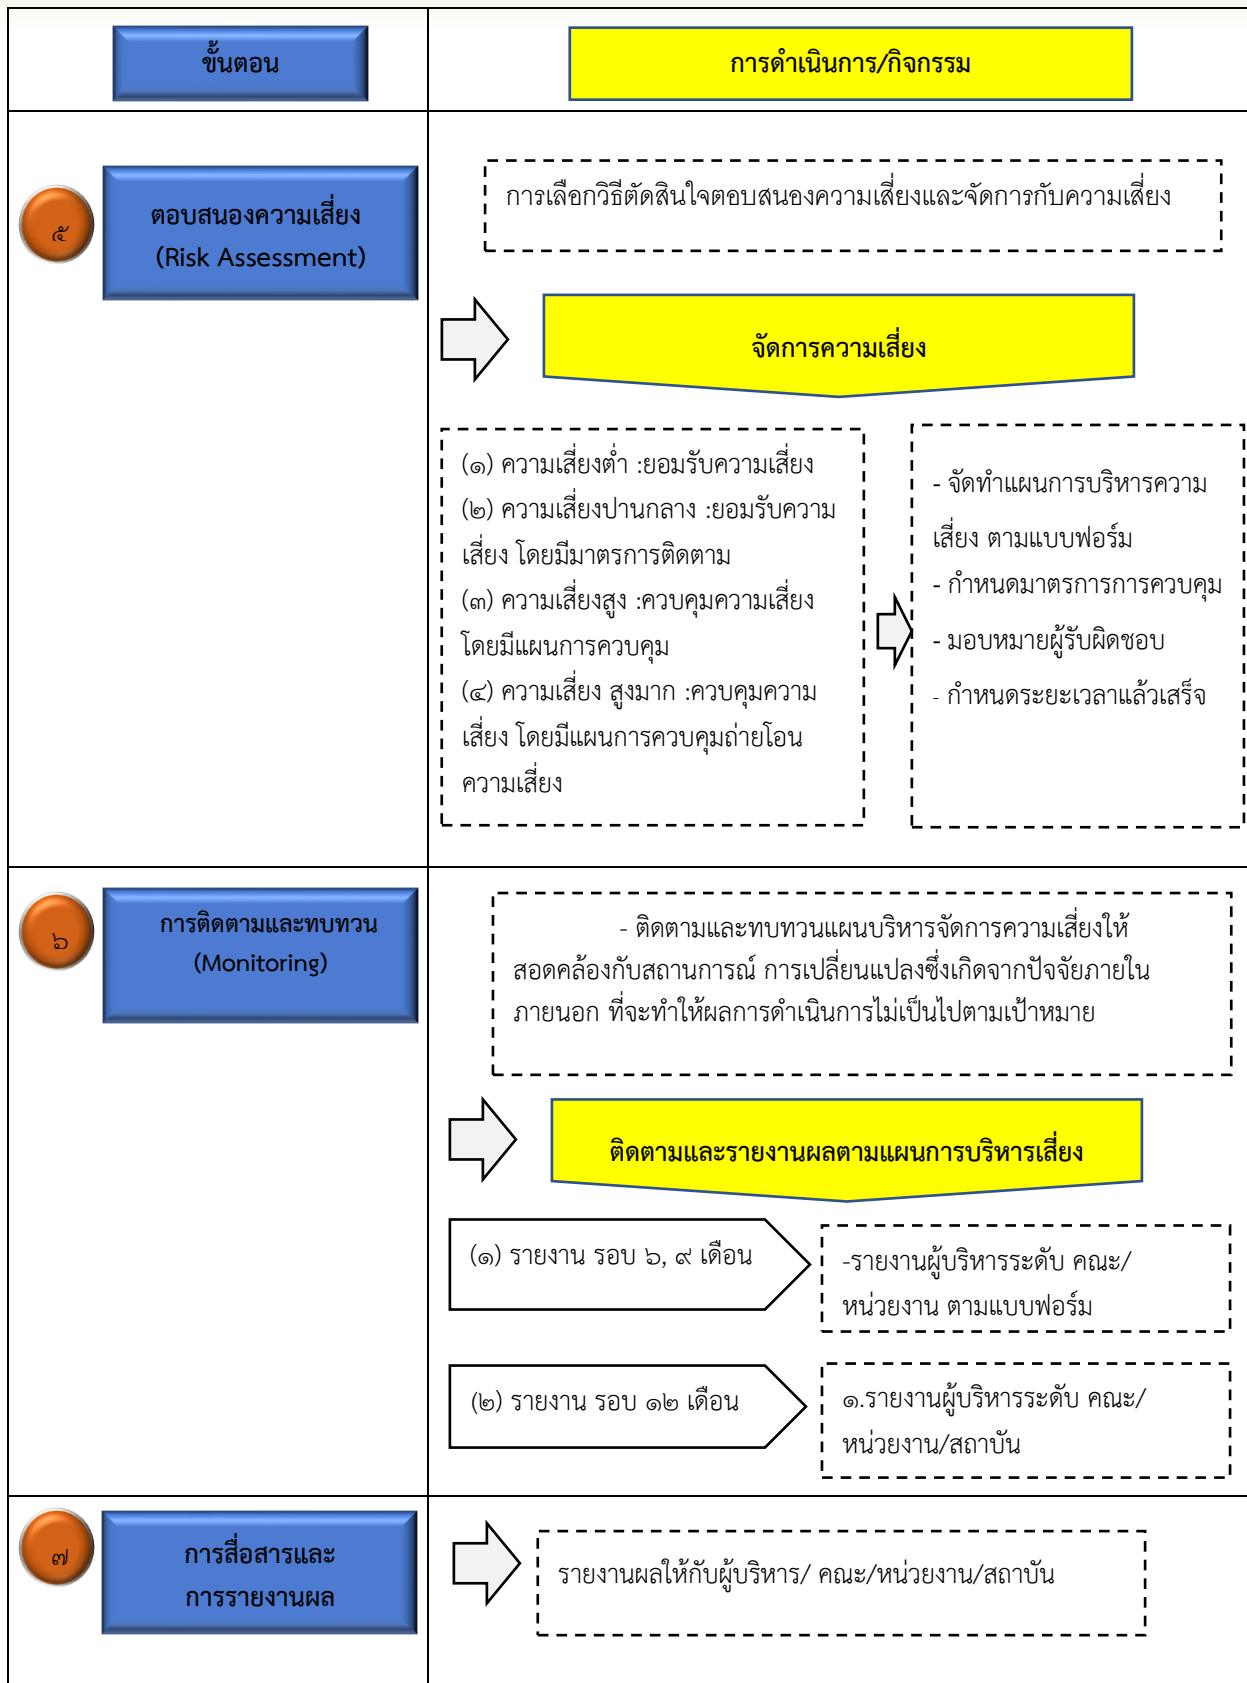 ขั้นตอน
การดำเนินการ/กิจกรรม
๕
ตอบสนองความเสี่ยง
(Risk Assessment)
การเลือกวิธีตัดสินใจตอบสนองความเสี่ยงและจัดการกับความเสี่ยง
จัดการความเสี่ยง
(๑) ความเสี่ยงต่ำ :ยอมรับความเสี่ยง
(๒) ความเสี่ยงปานกลาง :ยอมรับความ
เสี่ยง โดยมีมาตรการติดตาม
(๓) ความเสี่ยงสูง :ควบคุมความเสี่ยง
โดยมีแผนการควบคุม
(๔) ความเสี่ยง สูงมาก :ควบคุมความ
เสี่ยง โดยมีแผนการควบคุมถ่ายโอน
ความเสี่ยง
- จัดทำแผนการบริหารความ
เสี่ยง ตามแบบฟอร์ม
- กำหนดมาตรการการควบคุม
- มอบหมายผู้รับผิดชอบ
- กำหนดระยะเวลาแล้วเสร็จ
๖
การติดตามและทบทวน
(Monitoring)
- ติดตามและทบทวนแผนบริหารจัดการความเสี่ยงให้
สอดคล้องกับสถานการณ์ การเปลี่ยนแปลงซึ่งเกิดจากปัจจัยภายใน
ภายนอก ที่จะทำให้ผลการดำเนินการไม่เป็นไปตามเป้าหมาย
ติดตามและรายงานผลตามแผนการบริหารเสี่ยง
(๑) รายงาน รอบ ๖, ๙ เดือน
-รายงานผู้บริหารระดับ คณะ/
หน่วยงาน ตามแบบฟอร์ม
(๒) รายงาน รอบ ๑๒ เดือน
๑.รายงานผู้บริหารระดับ คณะ/
หน่วยงาน/สถาบัน
๗
การสื่อสารและ
การรายงานผล
รายงานผลให้กับผู้บริหาร/ คณะ/หน่วยงาน/สถาบัน